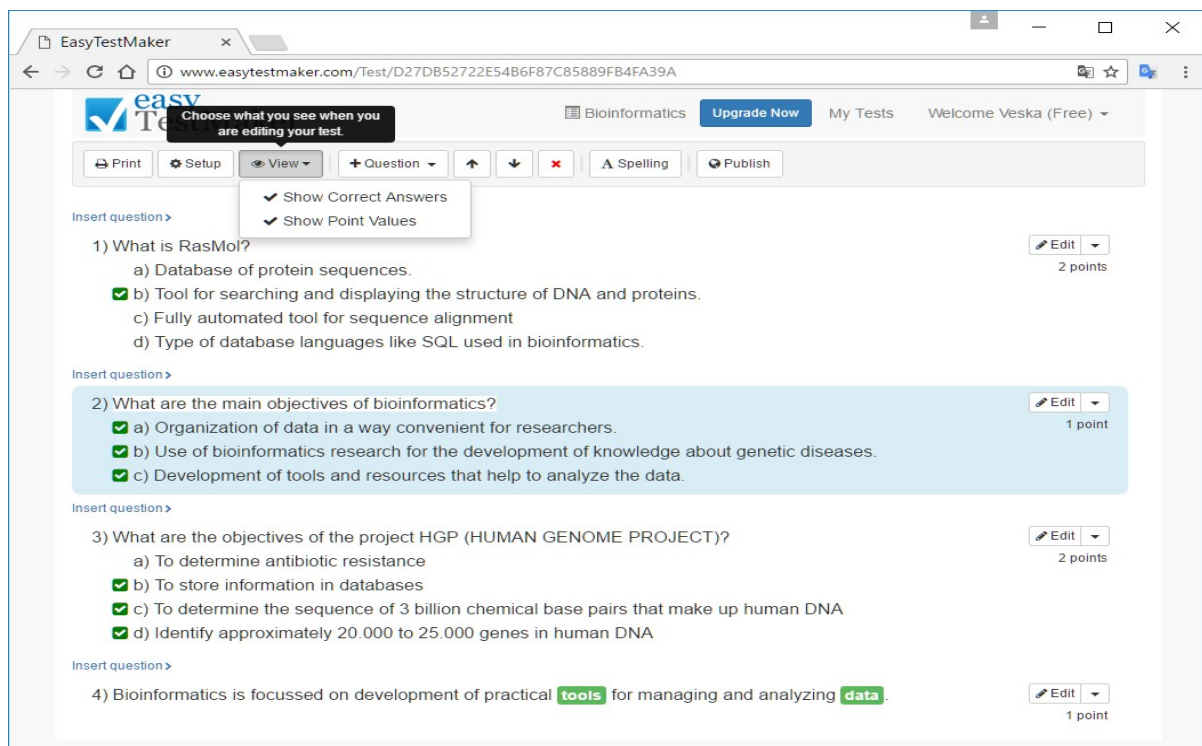 EasyTestMaker
www.easytestmaker.com/Test/D27DB52722E54B6F87C85889FB4FA39A
easy
Choose what you see when you
are editing your test.
Bioinformatics Upgrade Now My Tests Welcome Veska (Free)
Print Setup View + Question A Spelling Publish
Show Correct Answers
Show Point Values
Insert question >
1) What is RasMol? Edit
a) Database of protein sequences. 2 points
b) Tool for searching and displaying the structure of DNA and proteins.
c) Fully automated tool for sequence alignment
d) Type of database languages like SQL used in bioinformatics.
Insert question >
2) What are the main objectives of bioinformatics? Edit
a) Organization of data in a way convenient for researchers. 1 point
b) Use of bioinformatics research for the development of knowledge about genetic diseases.
c) Development of tools and resources that help to analyze the data.
Insert question >
3) What are the objectives of the project HGP (HUMAN GENOME PROJECT)? Edit
a) To determine antibiotic resistance 2 points
b) To store information in databases
c) To determine the sequence of 3 billion chemical base pairs that make up human DNA
d) Identify approximately 20.000 to 25.000 genes in human DNA
Insert question >
4) Bioinformatics is focussed on development of practical tools for managing and analyzing data. Edit
1 point